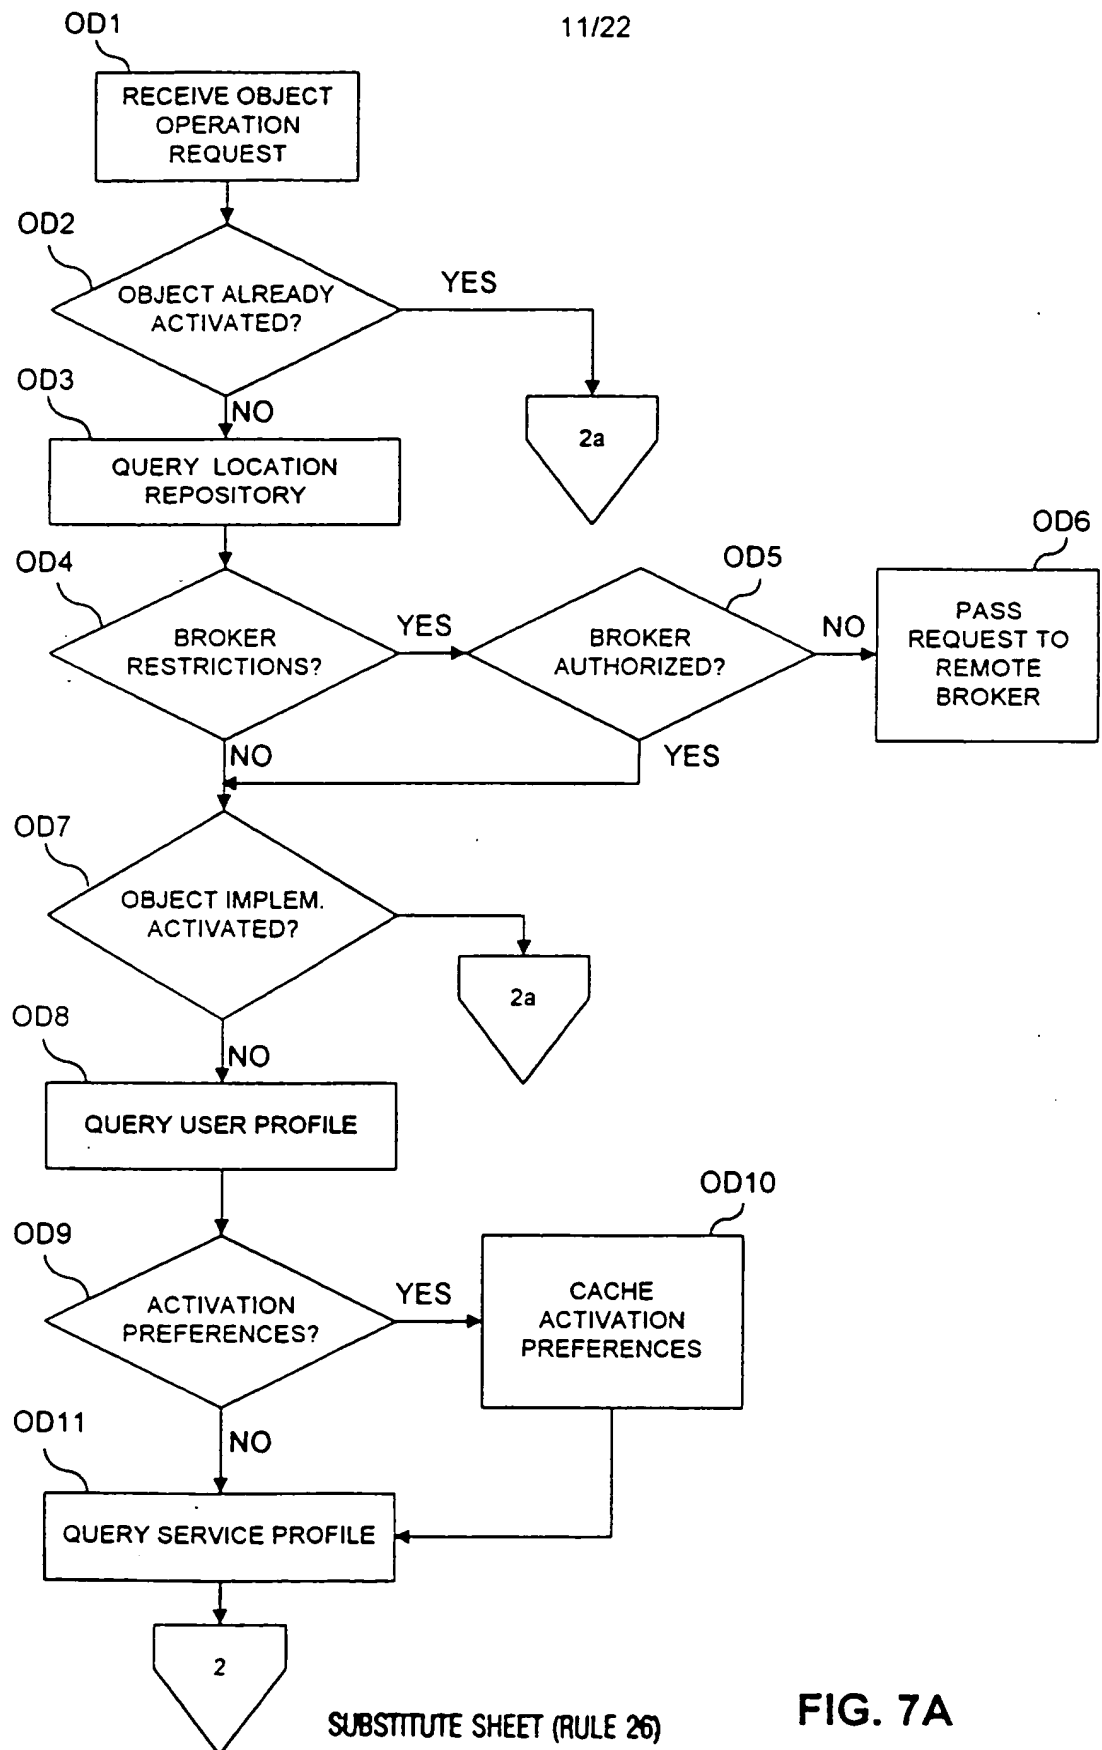 11/22
OD1
RECEIVE OBJECT
OPERATION
REQUEST
OD2
OBJECT ALREADY
ACTIVATED?
YES
2a
NO
OD3
QUERY LOCATION
REPOSITORY
OD4
BROKER
RESTRICTIONS?
YES
OD5
BROKER
AUTHORIZED?
NO
OD6
PASS
REQUEST TO
REMOTE
BROKER
NO
YES
OD7
OBJECT IMPLEM.
ACTIVATED?
2a
NO
OD8
QUERY USER PROFILE
OD9
ACTIVATION
PREFERENCES?
YES
OD10
CACHE
ACTIVATION
PREFERENCES
NO
OD11
QUERY SERVICE PROFILE
2
SUBSTITUTE SHEET (RULE 26)
FIG. 7A